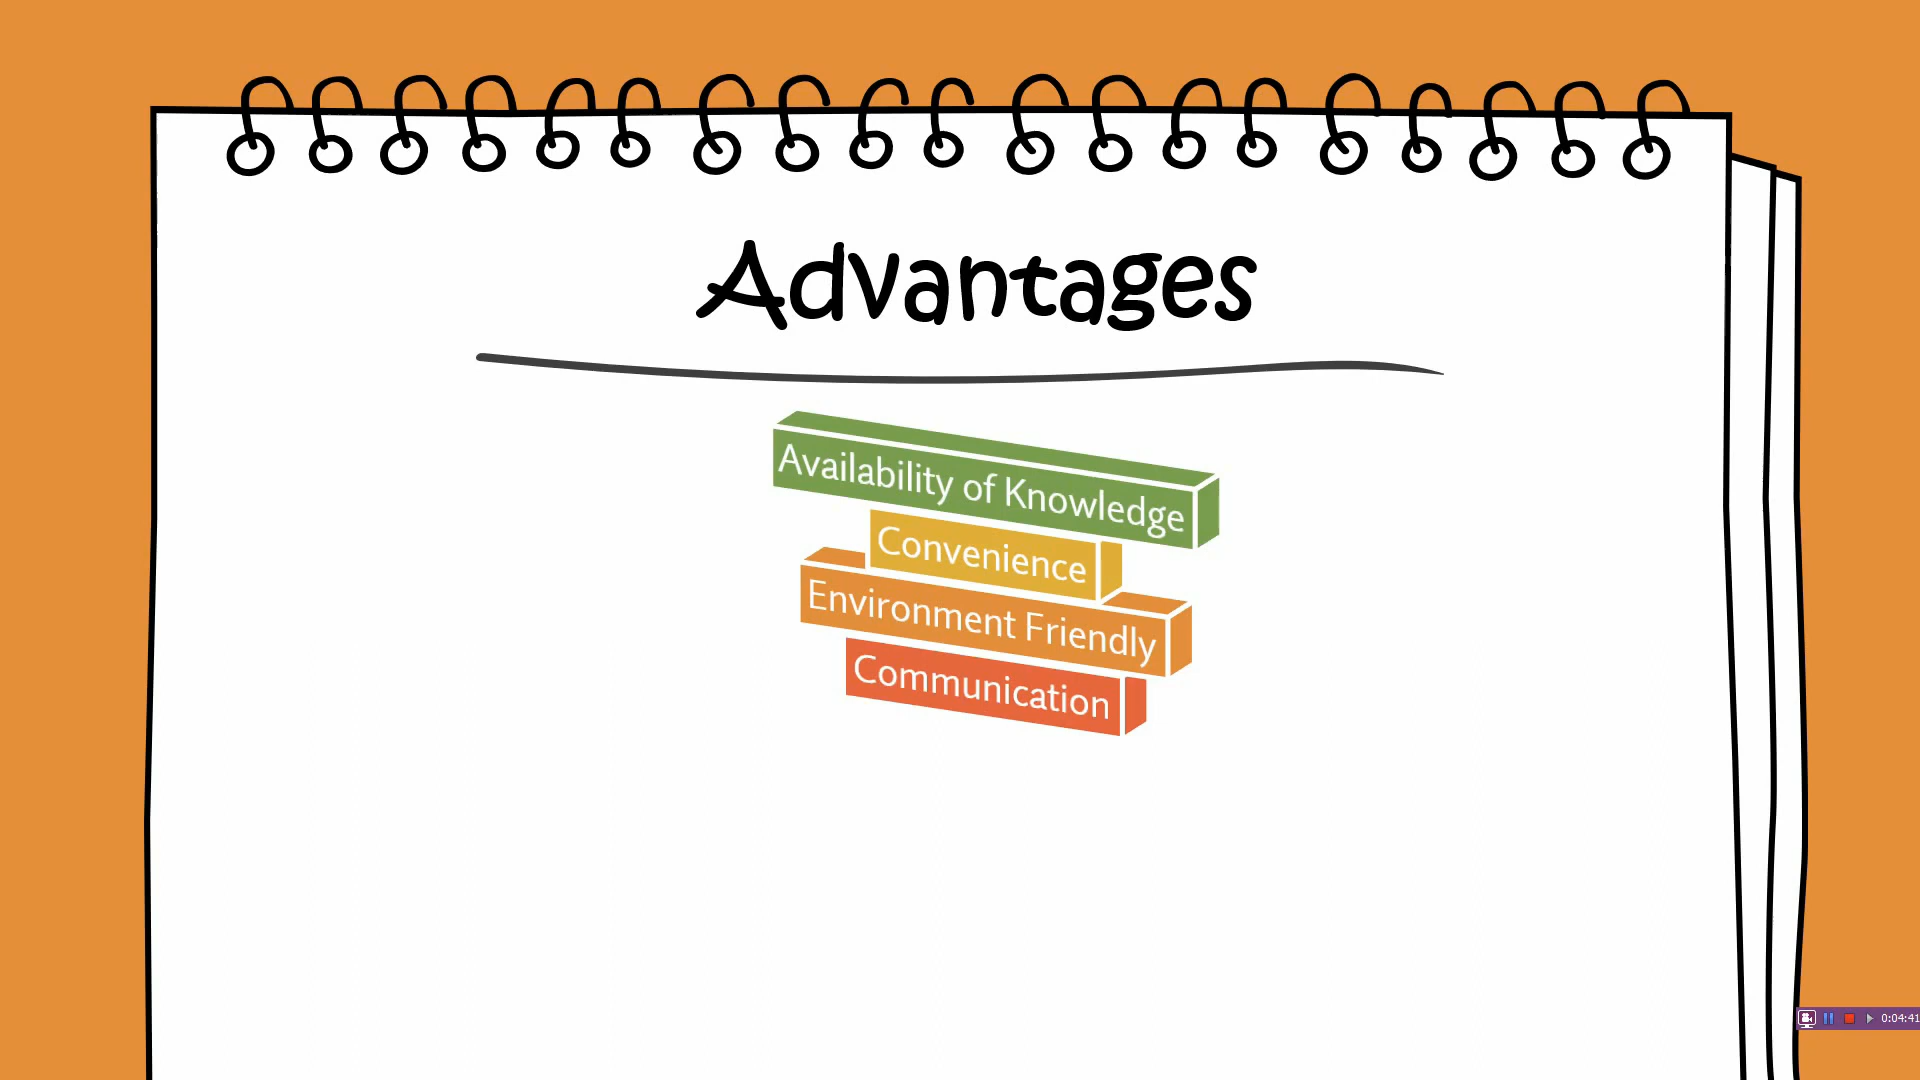 Advantages
Availability of Knowledge
Convenience
Environment Friendly
Communication
0:04:41